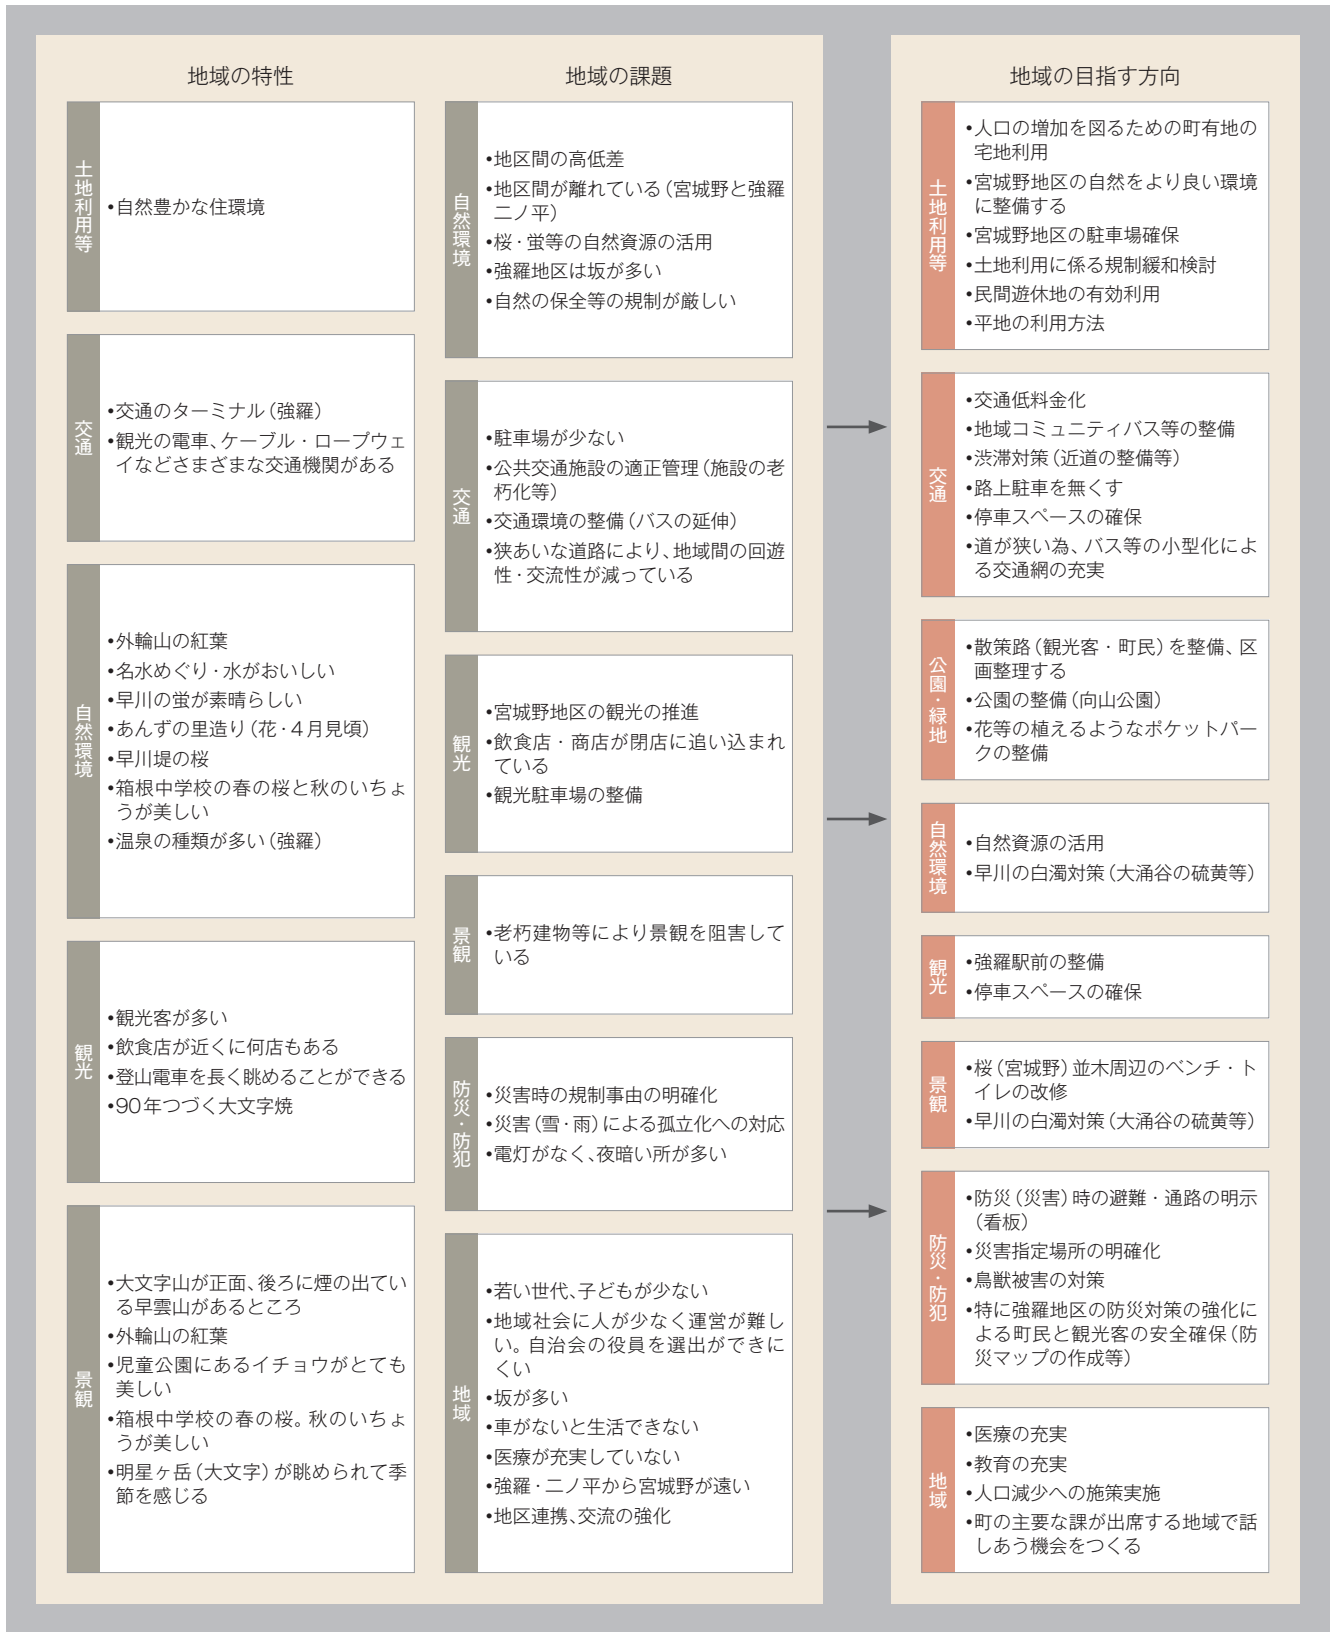 地域の特性
土地利用等
•自然豊かな住環境
交通
•交通のターミナル（強羅）
•観光の電車、ケーブル・ロープウェ
イなどさまざまな交通機関がある
自然環境
•外輪山の紅葉
•名水めぐり・水がおいしい
•早川の蛍が素晴らしい
•あんずの里造り（花・4月見頃）
•早川堤の桜
•箱根中学校の春の桜と秋のいちょ
うが美しい
•温泉の種類が多い（強羅）
観光
•観光客が多い
•飲食店が近くに何店もある
•登山電車を長く眺めることができる
•90年つづく大文字焼
景観
•大文字山が正面、後ろに煙の出てい
る早雲山があるところ
•外輪山の紅葉
•児童公園にあるイチョウがとても
美しい
•箱根中学校の春の桜。秋のいちょ
うが美しい
•明星ヶ岳（大文字）が眺められて季
節を感じる
地域の課題
自然環境
•地区間の高低差
•地区間が離れている（宮城野と強羅
二ノ平）
•桜・蛍等の自然資源の活用
•強羅地区は坂が多い
•自然の保全等の規制が厳しい
交通
•駐車場が少ない
•公共交通施設の適正管理（施設の老
朽化等）
•交通環境の整備（バスの延伸）
•狭あいな道路により、地域間の回遊
性・交流性が減っている
観光
•宮城野地区の観光の推進
•飲食店・商店が閉店に追い込まれ
ている
•観光駐車場の整備
景観
•老朽建物等により景観を阻害して
いる
防災・防犯
•災害時の規制事由の明確化
•災害（雪・雨）による孤立化への対応
•電灯がなく、夜暗い所が多い
地域
•若い世代、子どもが少ない
•地域社会に人が少なく運営が難し
い。自治会の役員を選出ができに
くい
•坂が多い
•車がないと生活できない
•医療が充実していない
•強羅・二ノ平から宮城野が遠い
•地区連携、交流の強化
地域の目指す方向
土地利用等
•人口の増加を図るための町有地の
宅地利用
•宮城野地区の自然をより良い環境
に整備する
•宮城野地区の駐車場確保
•土地利用に係る規制緩和検討
•民間遊休地の有効利用
•平地の利用方法
交通
•交通低料金化
•地域コミュニティバス等の整備
•渋滞対策（近道の整備等）
•路上駐車を無くす
•停車スペースの確保
•道が狭い為、バス等の小型化によ
る交通網の充実
公園・緑地
•散策路（観光客・町民）を整備、区
画整理する
•公園の整備（向山公園）
•花等の植えるようなポケットパー
クの整備
自然環境
•自然資源の活用
•早川の白濁対策（大涌谷の硫黄等）
観光
•強羅駅前の整備
•停車スペースの確保
景観
•桜（宮城野）並木周辺のベンチ・ト
イレの改修
•早川の白濁対策（大涌谷の硫黄等）
防災・防犯
•防災（災害）時の避難・通路の明示
（看板）
•災害指定場所の明確化
•鳥獣被害の対策
•特に強羅地区の防災対策の強化に
よる町民と観光客の安全確保（防
災マップの作成等）
地域
•医療の充実
•教育の充実
•人口減少への施策実施
•町の主要な課が出席する地域で話
しあう機会をつくる